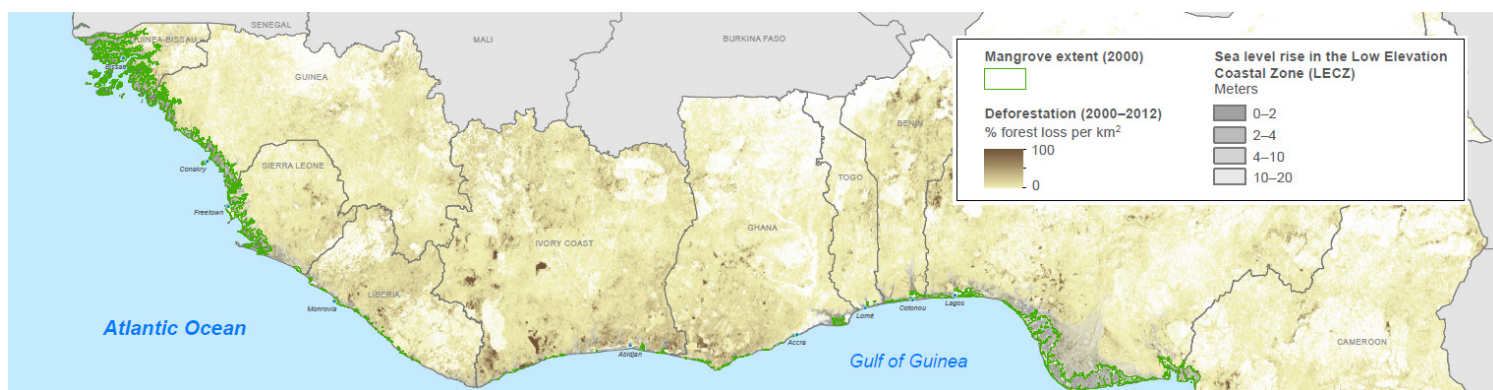 SENEGAL
GUINEA-BISSAU
Bissau
MALI
BURKINA FASO
GUINEA
BENIN
SIERRA LEONE
Conakry
TOGO
Freetown
IVORY COAST
GHANA
LIBERIA
Monrovia
Lomé
Cotonou
Lagos
Abidjan
Accra
CAMEROON
Atlantic Ocean
Gulf of Guinea
Mangrove extent (2000)
Deforestation (2000–2012)
% forest loss per km²
100
0
Sea level rise in the Low Elevation
Coastal Zone (LECZ)
Meters
0–2
2–4
4–10
10–20